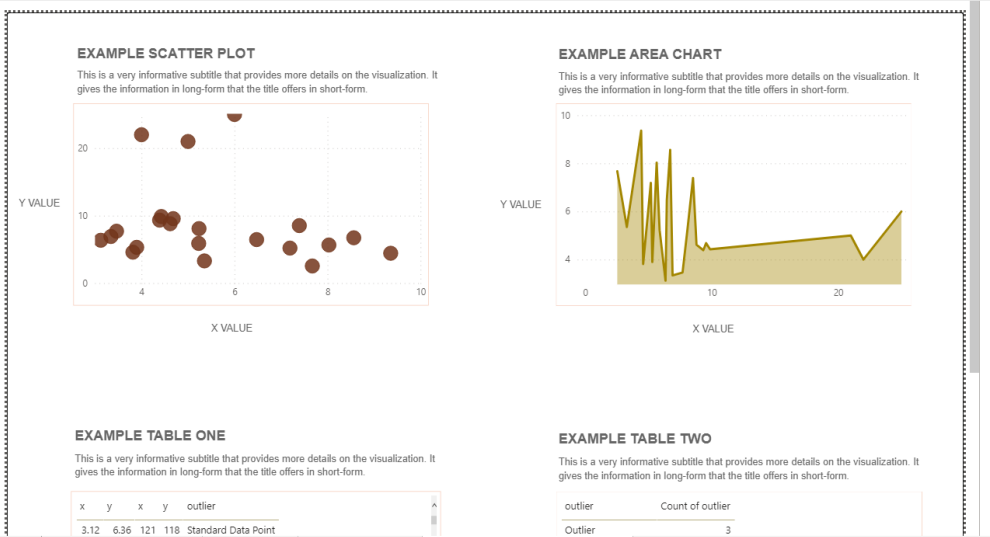 EXAMPLE SCATTER PLOT
This is a very informative subtitle that provides more details on the visualization. It
gives the information in long-form that the title offers in short-form.
Y VALUE
20
10
0
4
6
8
10
X VALUE
EXAMPLE AREA CHART
This is a very informative subtitle that provides more details on the visualization. It
gives the information in long-form that the title offers in short-form.
Y VALUE
10
8
6
4
0
10
20
X VALUE
EXAMPLE TABLE ONE
This is a very informative subtitle that provides more details on the visualization. It
gives the information in long-form that the title offers in short-form.
x y x y outlier
3.12 6.36 121 118 Standard Data Point
EXAMPLE TABLE TWO
This is a very informative subtitle that provides more details on the visualization. It
gives the information in long-form that the title offers in short-form.
outlier Count of outlier
Outlier 3